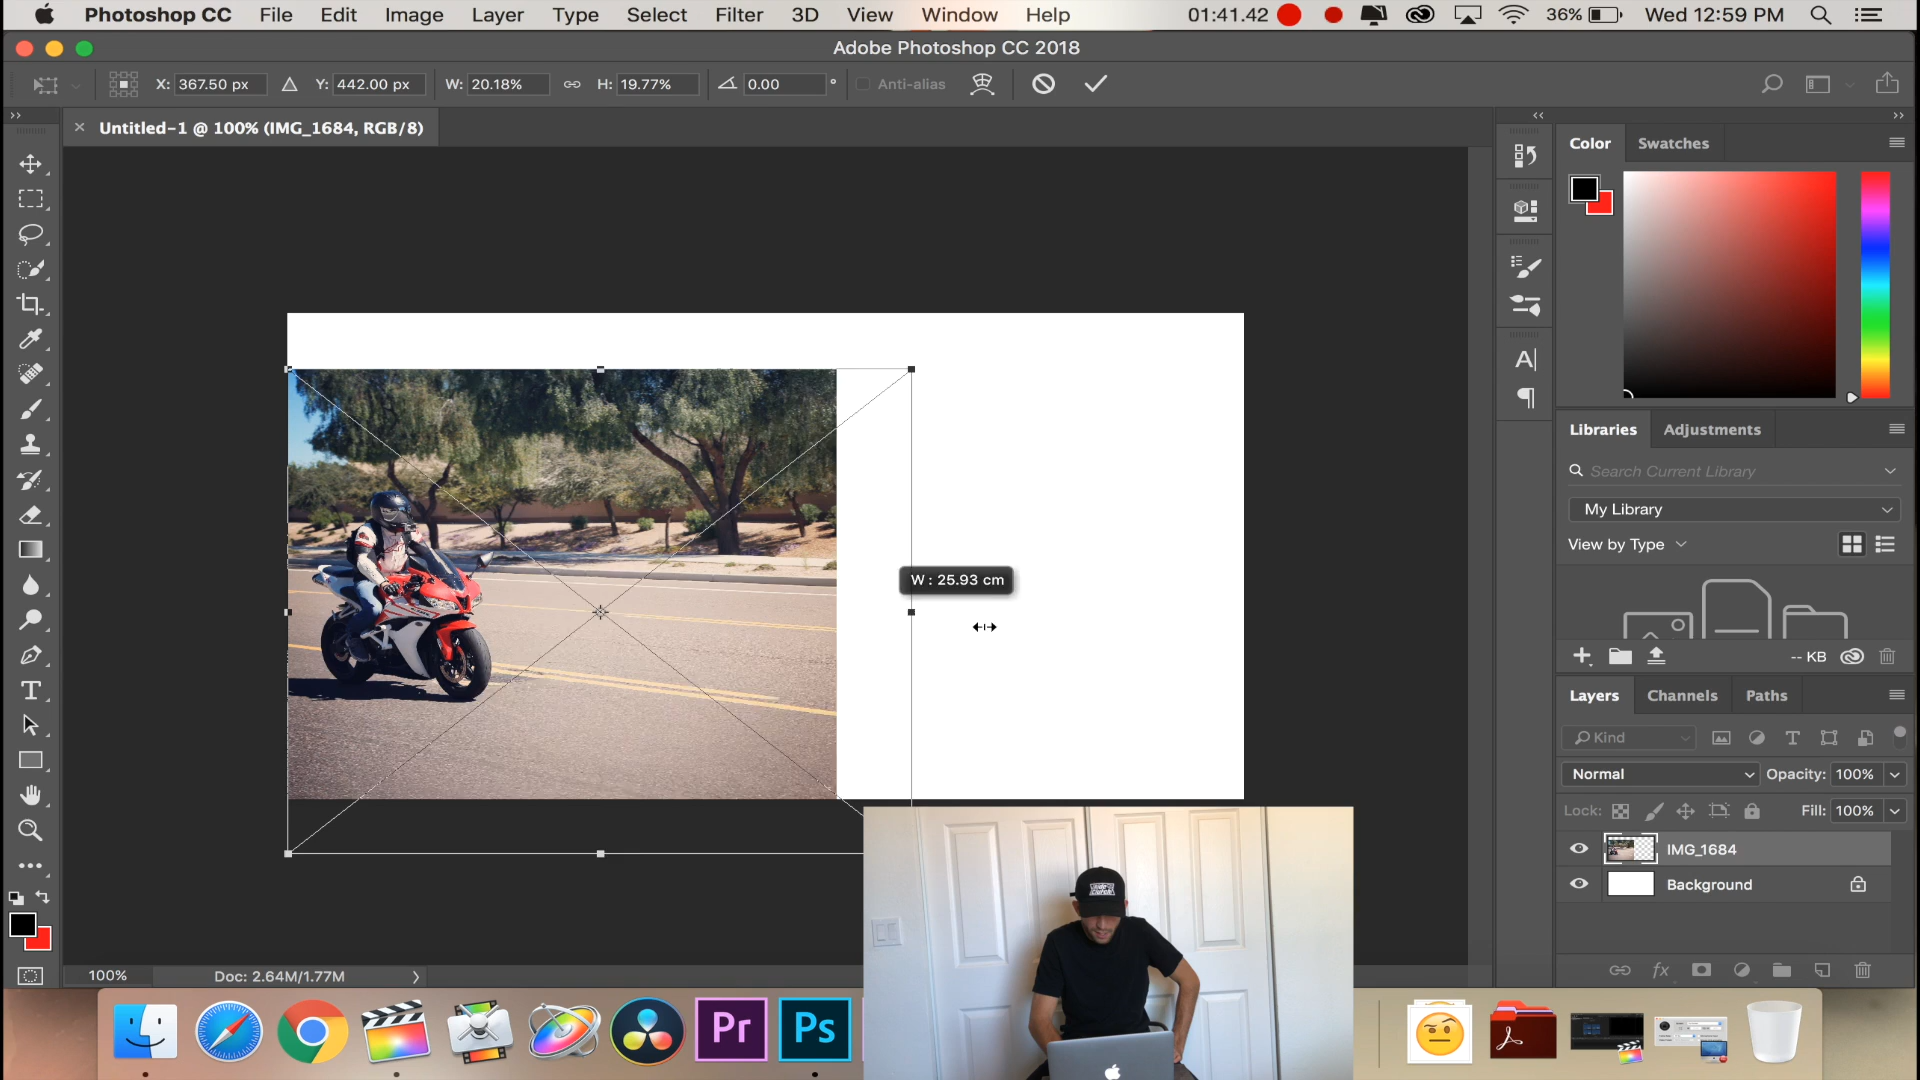 Photoshop CC File Edit Image Layer Type Select Filter 3D View Window Help 01:41.42 36% Wed 12:59 PM
Adobe Photoshop CC 2018
X: 367.50 px Y: 442.00 px W: 20.18% H: 19.77% 0.00 ° Anti-alias
× Untitled-1 @ 100% (IMG_1684, RGB/8)
Color Swatches
Libraries Adjustments
Search Current Library
My Library
View by Type
W : 25.93 cm
-- KB
Layers Channels Paths
Kind
Normal Opacity: 100%
Lock: Fill: 100%
IMG_1684
Background
fx
100% Doc: 2.64M/1.77M
Pr Ps